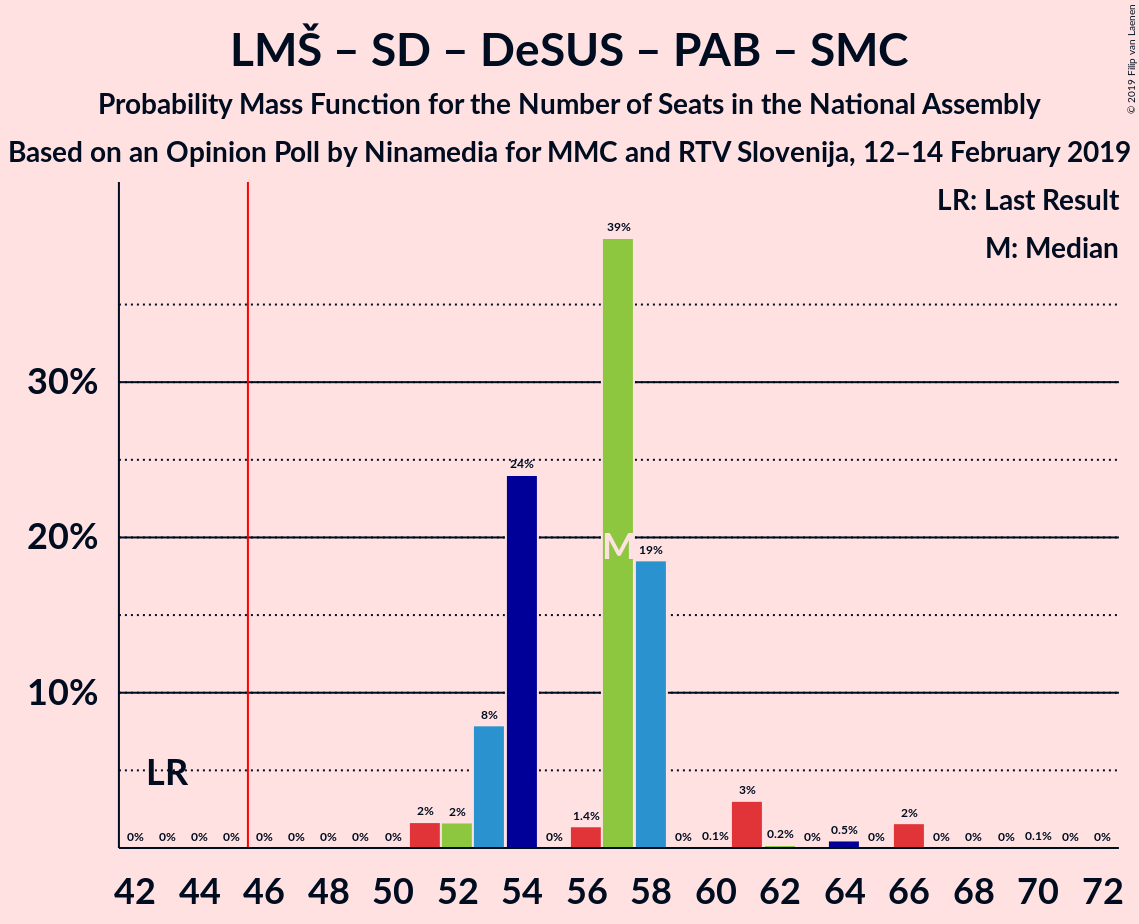 LMŠ – SD – DeSUS – PAB – SMC
Probability Mass Function for the Number of Seats in the National Assembly
Based on an Opinion Poll by Ninamedia for MMC and RTV Slovenija, 12–14 February 2019
© 2019 Filip van Laenen
LR: Last Result
M: Median
39%
30%
24%
20%
M
19%
10%
8%
LR
0% 0% 0% 0% 0% 0% 0% 0% 0% 2% 2% 0% 1.4% 0% 0.1% 3% 0.2% 0% 0.5% 0% 2% 0% 0% 0% 0.1% 0% 0%
42 44 46 48 50 52 54 56 58 60 62 64 66 68 70 72